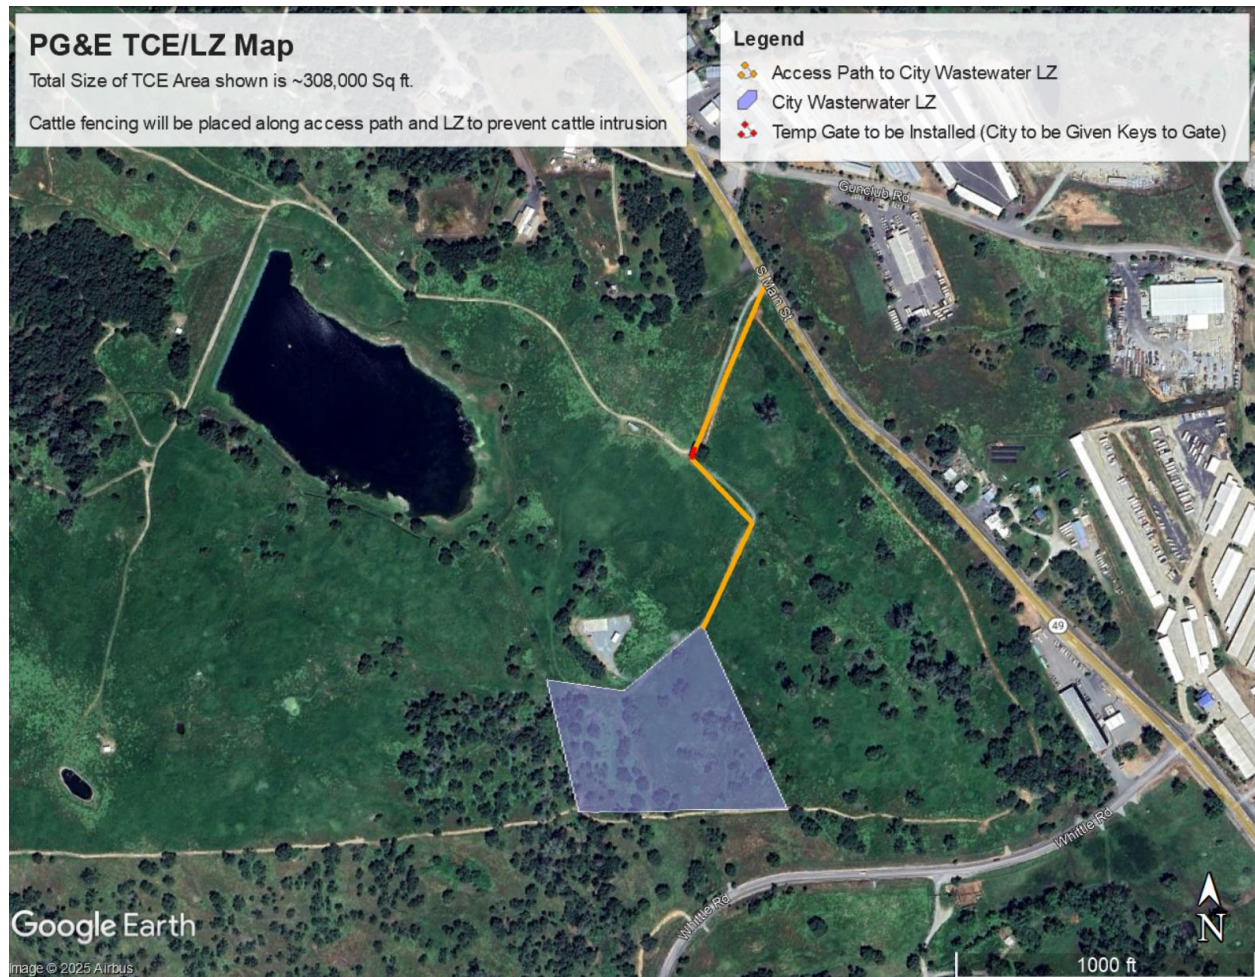 PG&E TCE/LZ Map
Total Size of TCE Area shown is ~308,000 Sq ft.
Cattle fencing will be placed along access path and LZ to prevent cattle intrusion
Legend
Access Path to City Wastewater LZ
City Wasterwater LZ
Temp Gate to be Installed (City to be Given Keys to Gate)
Gunclub Rd
S Main St
49
Whittle Rd
Whittle Rd
N
Google Earth
Image © 2025 Airbus
1000 ft